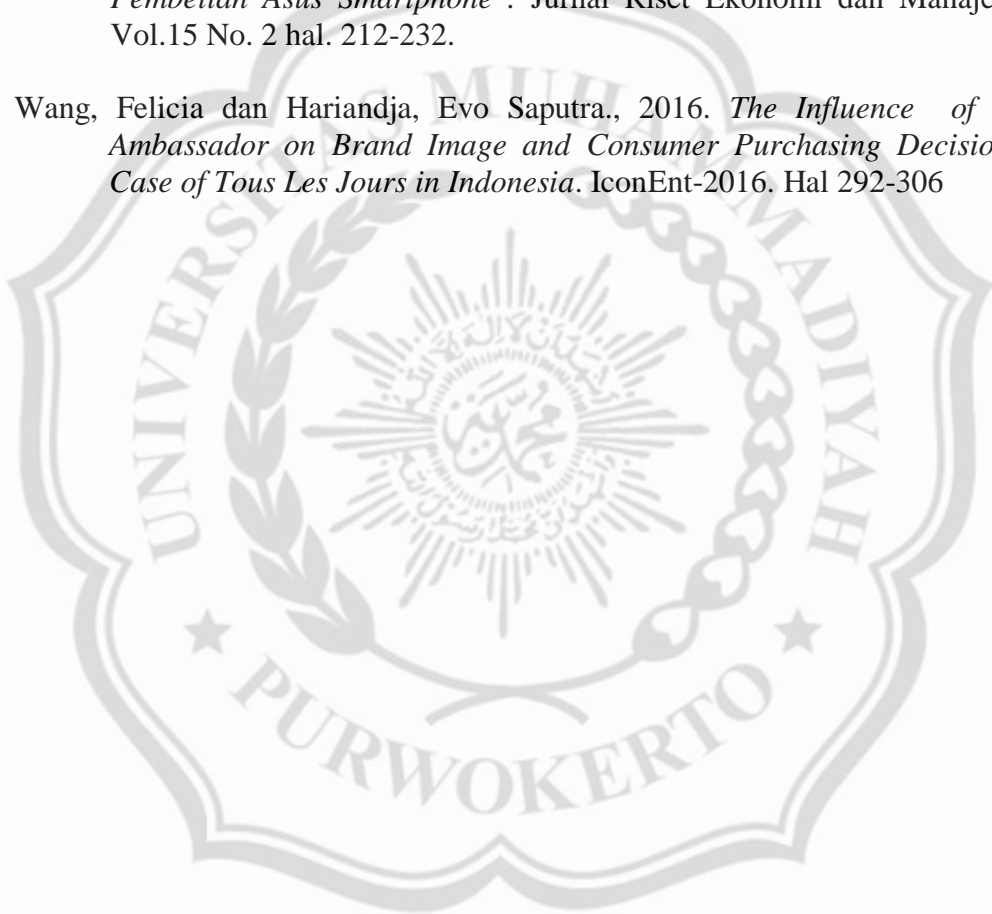 Pembelian Asus Smartphone . Jurnal Riset Ekonomi dan
Vol.15 No. 2 hal. 212-232.
Wang, Felicia dan Hariandja, Evo Saputra., 2016. The Influence of
Ambassador on Brand Image and Consumer Purchasing Decisio
Case of Tous Les Jours in Indonesia. IconEnt-2016. Hal 292-306
UNIVERSITAS MUHAMMADIYAH
محمدية
PURWOKERTO